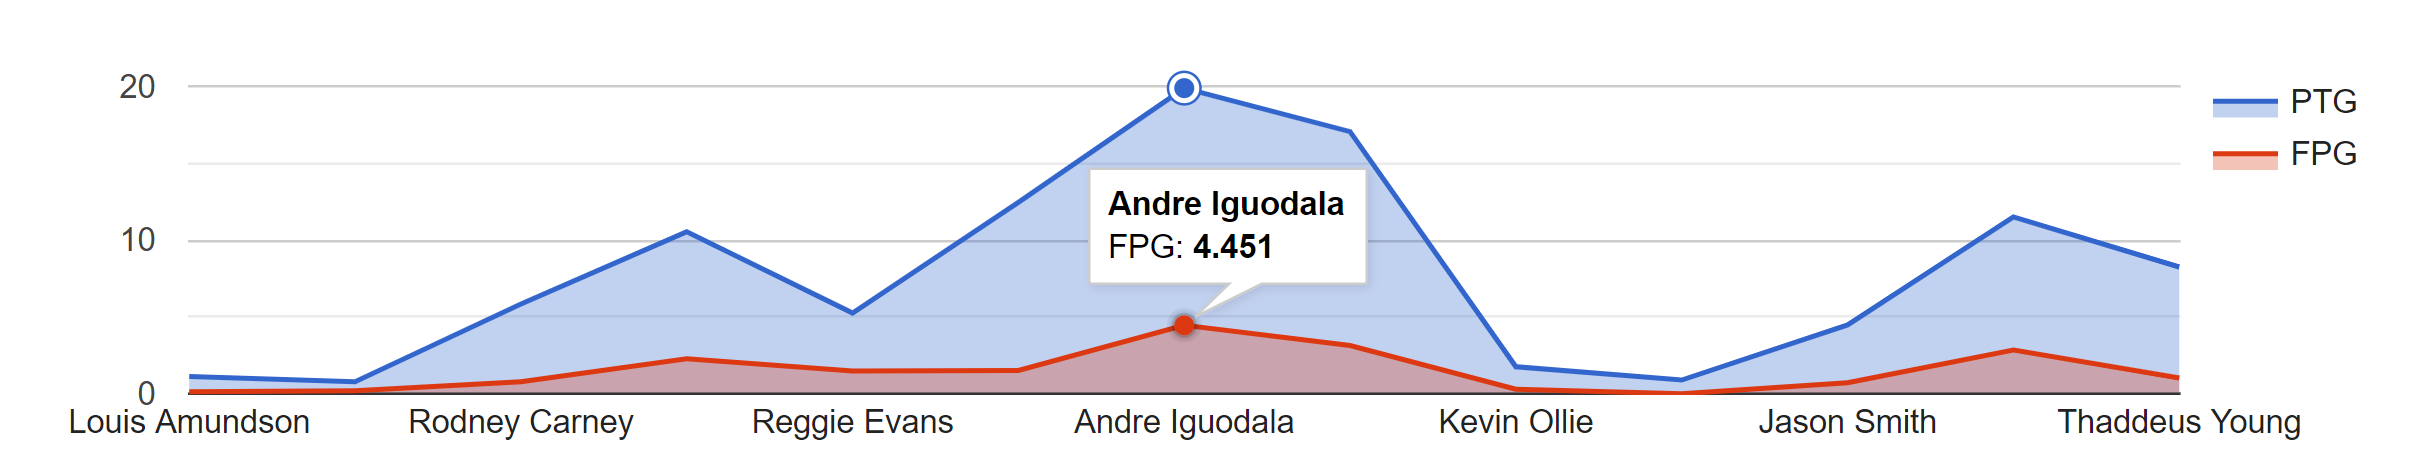 20
10
0
Andre Iguodala
FPG: 4.451
PTG
FPG
Louis Amundson
Rodney Carney
Reggie Evans
Andre Iguodala
Kevin Ollie
Jason Smith
Thaddeus Young